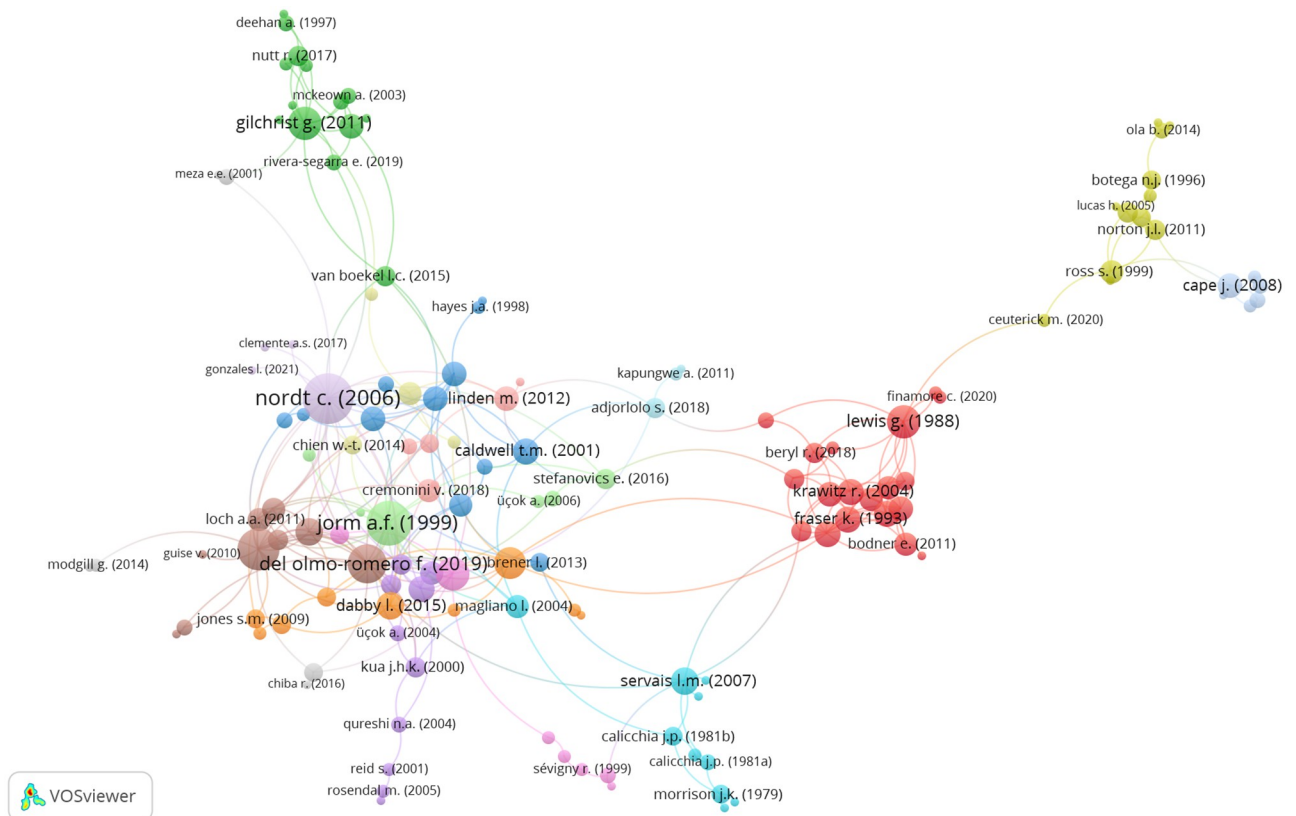 deehan a. (1997)
nutt r. (2017)
mckeown a. (2003)
gilchrist g. (2011)
ola b. (2014)
rivera-segarra e. (2019)
meza e.e. (2001)
botega n.j. (1996)
lucas h. (2005)
norton j.l. (2011)
van boekel l.c. (2015)
ross s. (1999)
cape j. (2008)
hayes j.a. (1998)
ceuterick m. (2020)
clemente a.s. (2017)
gonzales l. (2021)
kapungwe a. (2011)
nordt c. (2006)
linden m. (2012)
adjorlolo s. (2018)
finamore c. (2020)
lewis g. (1988)
chien w.-t. (2014)
caldwell t.m. (2001)
beryl r. (2018)
stefanovics e. (2016)
cremonini v. (2018)
üçok a. (2006)
krawitz r. (2004)
loch a.a. (2011)
jorm a.f. (1999)
fraser k. (1993)
bodner e. (2011)
guise v. (2010)
modgill g. (2014)
del olmo-romero f. (2019)
brener l. (2013)
jones s.m. (2009)
dabby l. (2015)
magliano l. (2004)
üçok a. (2004)
kua j.h.k. (2000)
chiba r. (2016)
servais l.m. (2007)
qureshi n.a. (2004)
calicchia j.p. (1981b)
reid s. (2001)
sévigny r. (1999)
calicchia j.p. (1981a)
rosendal m. (2005)
morrison j.k. (1979)
VOSviewer